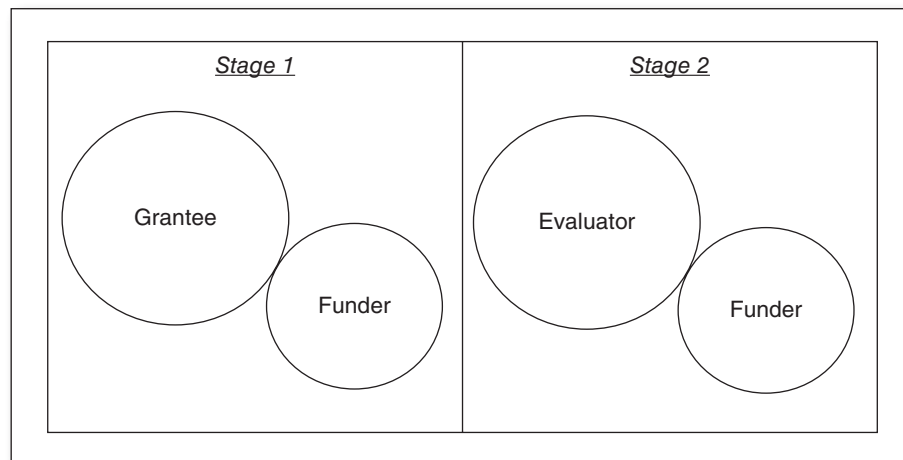 Stage 1
Grantee
Funder
Stage 2
Evaluator
Funder